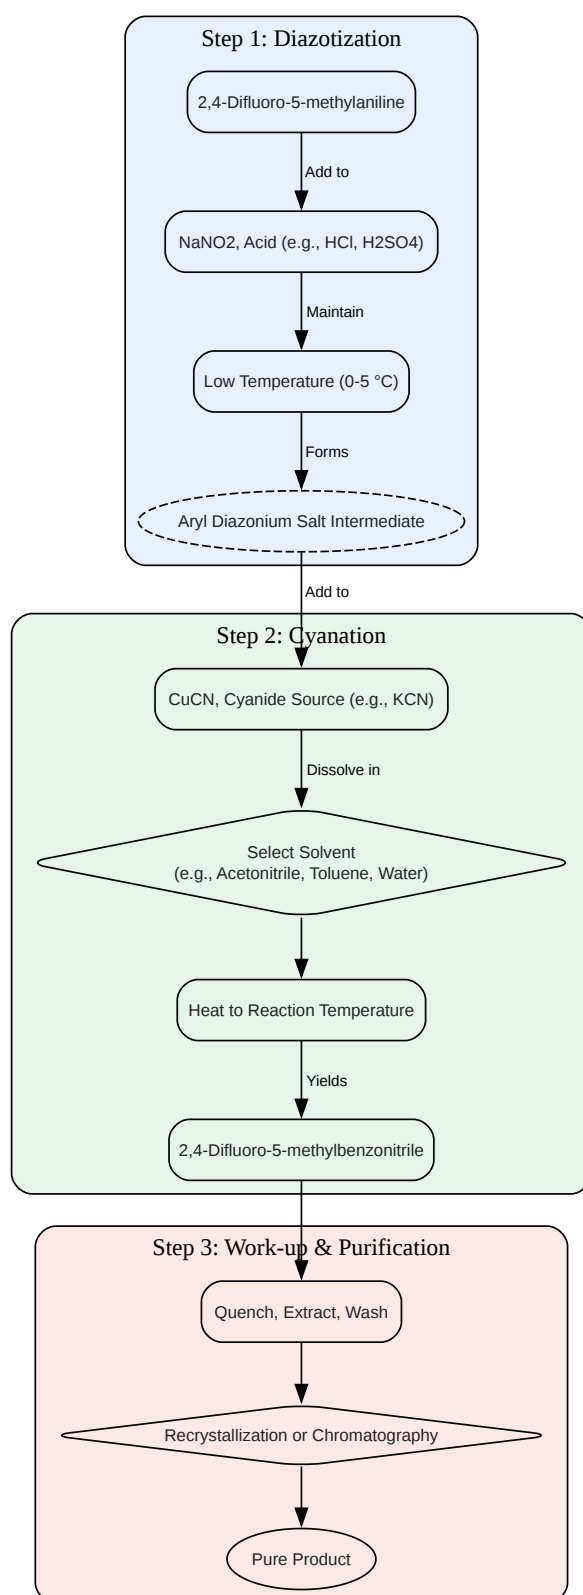 Step 1: Diazotization
2,4-Difluoro-5-methylaniline
Add to
NaNO2, Acid (e.g., HCl, H2SO4)
Maintain
Low Temperature (0-5 °C)
Forms
Aryl Diazonium Salt Intermediate
Add to
Step 2: Cyanation
CuCN, Cyanide Source (e.g., KCN)
Dissolve in
Select Solvent
(e.g., Acetonitrile, Toluene, Water)
Heat to Reaction Temperature
Yields
2,4-Difluoro-5-methylbenzonitrile
Step 3: Work-up & Purification
Quench, Extract, Wash
Recrystallization or Chromatography
Pure Product